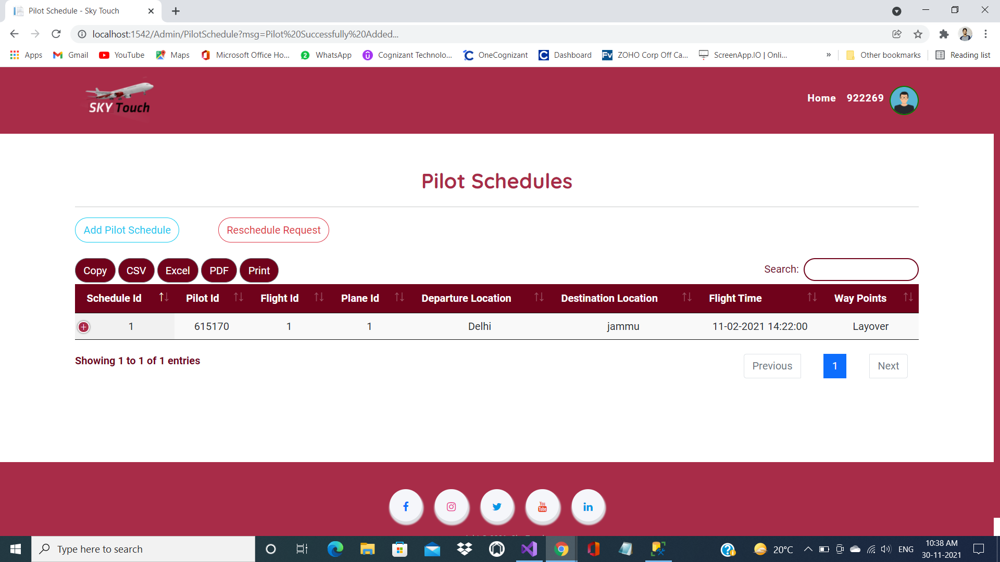 Pilot Schedule - Sky Touch
localhost:1542/Admin/PilotSchedule?msg=Pilot%20Successfully%20Added...
Apps Gmail YouTube Maps Microsoft Office Ho... WhatsApp Cognizant Technolo... OneCognizant Dashboard Fv ZOHO Corp Off Ca... ScreenApp.IO | Onli... » Other bookmarks Reading list
SKY Touch
Home 922269
Pilot Schedules
Add Pilot Schedule Reschedule Request
Copy CSV Excel PDF Print Search:
Schedule Id Pilot Id Flight Id Plane Id Departure Location Destination Location Flight Time Way Points
1 615170 1 1 Delhi jammu 11-02-2021 14:22:00 Layover
Showing 1 to 1 of 1 entries Previous 1 Next
You Tube
Type here to search 20°C ENG 10:38 AM
30-11-2021